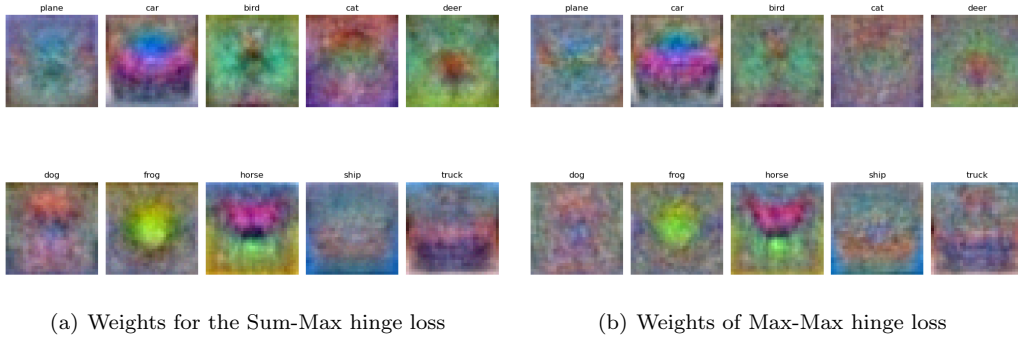 plane car bird cat deer plane car bird cat deer
dog frog horse ship truck dog frog horse ship truck
(a) Weights for the Sum-Max hinge loss (b) Weights of Max-Max hinge loss